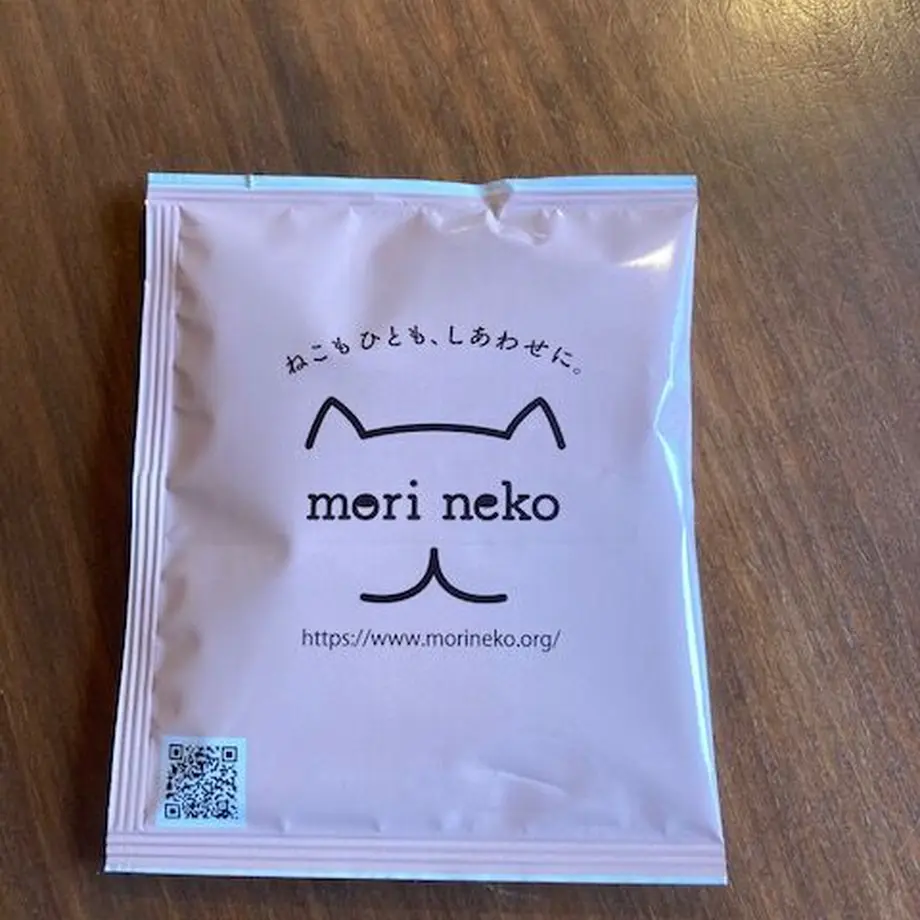 ねこもひとも、しあわせに。
mori neko
https://www.morineko.org/